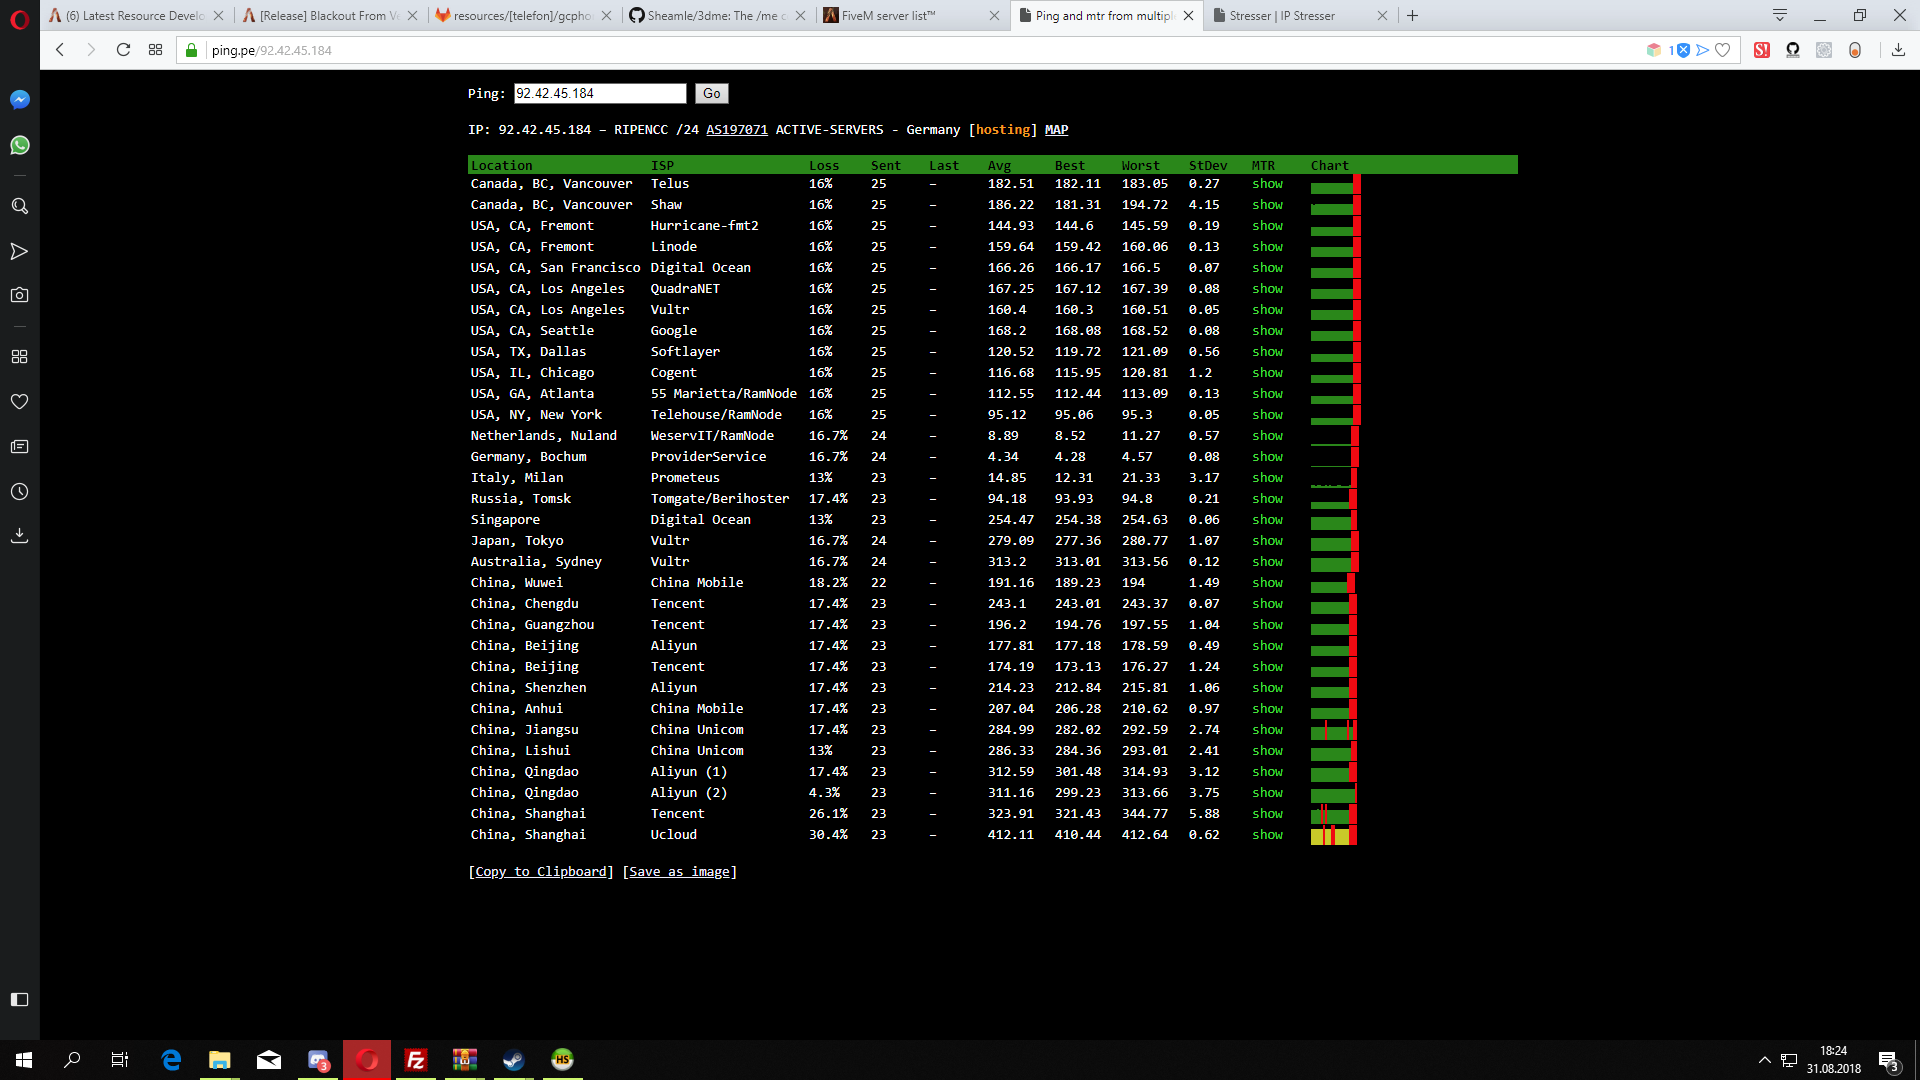 (6) Latest Resource Develo
[Release] Blackout From Ve
resources/[telefon]/gcpho
Sheamle/3dme: The /me c
FiveM server list™
Ping and mtr from multipl
Stresser | IP Stresser
ping.pe/92.42.45.184
1
S!
Ping: 92.42.45.184 Go
IP: 92.42.45.184 – RIPENCC /24 AS197071 ACTIVE-SERVERS - Germany [hosting] MAP
Location ISP Loss Sent Last Avg Best Worst StDev MTR Chart
Canada, BC, Vancouver Telus 16% 25 – 182.51 182.11 183.05 0.27 show
Canada, BC, Vancouver Shaw 16% 25 – 186.22 181.31 194.72 4.15 show
USA, CA, Fremont Hurricane-fmt2 16% 25 – 144.93 144.6 145.59 0.19 show
USA, CA, Fremont Linode 16% 25 – 159.64 159.42 160.06 0.13 show
USA, CA, San Francisco Digital Ocean 16% 25 – 166.26 166.17 166.5 0.07 show
USA, CA, Los Angeles QuadraNET 16% 25 – 167.25 167.12 167.39 0.08 show
USA, CA, Los Angeles Vultr 16% 25 – 160.4 160.3 160.51 0.05 show
USA, CA, Seattle Google 16% 25 – 168.2 168.08 168.52 0.08 show
USA, TX, Dallas Softlayer 16% 25 – 120.52 119.72 121.09 0.56 show
USA, IL, Chicago Cogent 16% 25 – 116.68 115.95 120.81 1.2 show
USA, GA, Atlanta 55 Marietta/RamNode 16% 25 – 112.55 112.44 113.09 0.13 show
USA, NY, New York Telehouse/RamNode 16% 25 – 95.12 95.06 95.3 0.05 show
Netherlands, Nuland WeservIT/RamNode 16.7% 24 – 8.89 8.52 11.27 0.57 show
Germany, Bochum ProviderService 16.7% 24 – 4.34 4.28 4.57 0.08 show
Italy, Milan Prometeus 13% 23 – 14.85 12.31 21.33 3.17 show
Russia, Tomsk Tomgate/Berihoster 17.4% 23 – 94.18 93.93 94.8 0.21 show
Singapore Digital Ocean 13% 23 – 254.47 254.38 254.63 0.06 show
Japan, Tokyo Vultr 16.7% 24 – 279.09 277.36 280.77 1.07 show
Australia, Sydney Vultr 16.7% 24 – 313.2 313.01 313.56 0.12 show
China, Wuwei China Mobile 18.2% 22 – 191.16 189.23 194 1.49 show
China, Chengdu Tencent 17.4% 23 – 243.1 243.01 243.37 0.07 show
China, Guangzhou Tencent 17.4% 23 – 196.2 194.76 197.55 1.04 show
China, Beijing Aliyun 17.4% 23 – 177.81 177.18 178.59 0.49 show
China, Beijing Tencent 17.4% 23 – 174.19 173.13 176.27 1.24 show
China, Shenzhen Aliyun 17.4% 23 – 214.23 212.84 215.81 1.06 show
China, Anhui China Mobile 17.4% 23 – 207.04 206.28 210.62 0.97 show
China, Jiangsu China Unicom 17.4% 23 – 284.99 282.02 292.59 2.74 show
China, Lishui China Unicom 13% 23 – 286.33 284.36 293.01 2.41 show
China, Qingdao Aliyun (1) 17.4% 23 – 312.59 301.48 314.93 3.12 show
China, Qingdao Aliyun (2) 4.3% 23 – 311.16 299.23 313.66 3.75 show
China, Shanghai Tencent 26.1% 23 – 323.91 321.43 344.77 5.88 show
China, Shanghai Ucloud 30.4% 23 – 412.11 410.44 412.64 0.62 show
[Copy to Clipboard] [Save as image]
3
Fz
HS
18:24
31.08.2018
3